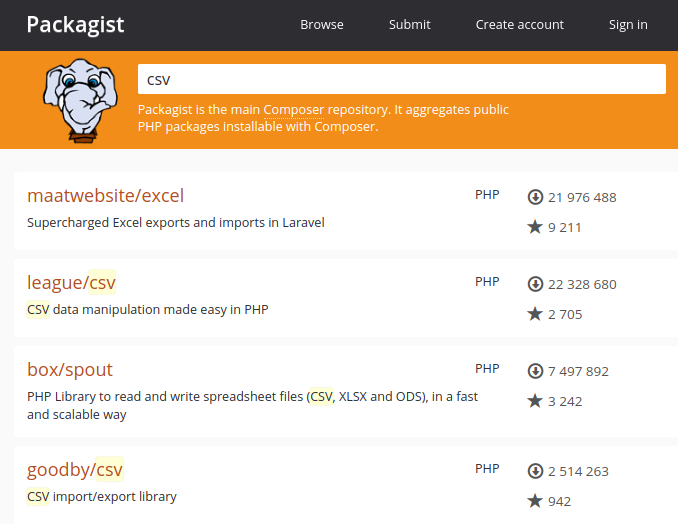 Packagist Browse Submit Create account Sign in
csv
Packagist is the main Composer repository. It aggregates public
PHP packages installable with Composer.
maatwebsite/excel PHP 21 976 488
Supercharged Excel exports and imports in Laravel 9 211
league/csv PHP 22 328 680
CSV data manipulation made easy in PHP 2 705
box/spout PHP 7 497 892
PHP Library to read and write spreadsheet files (CSV, XLSX and ODS), in a fast 3 242
and scalable way
goodby/csv PHP 2 514 263
CSV import/export library 942